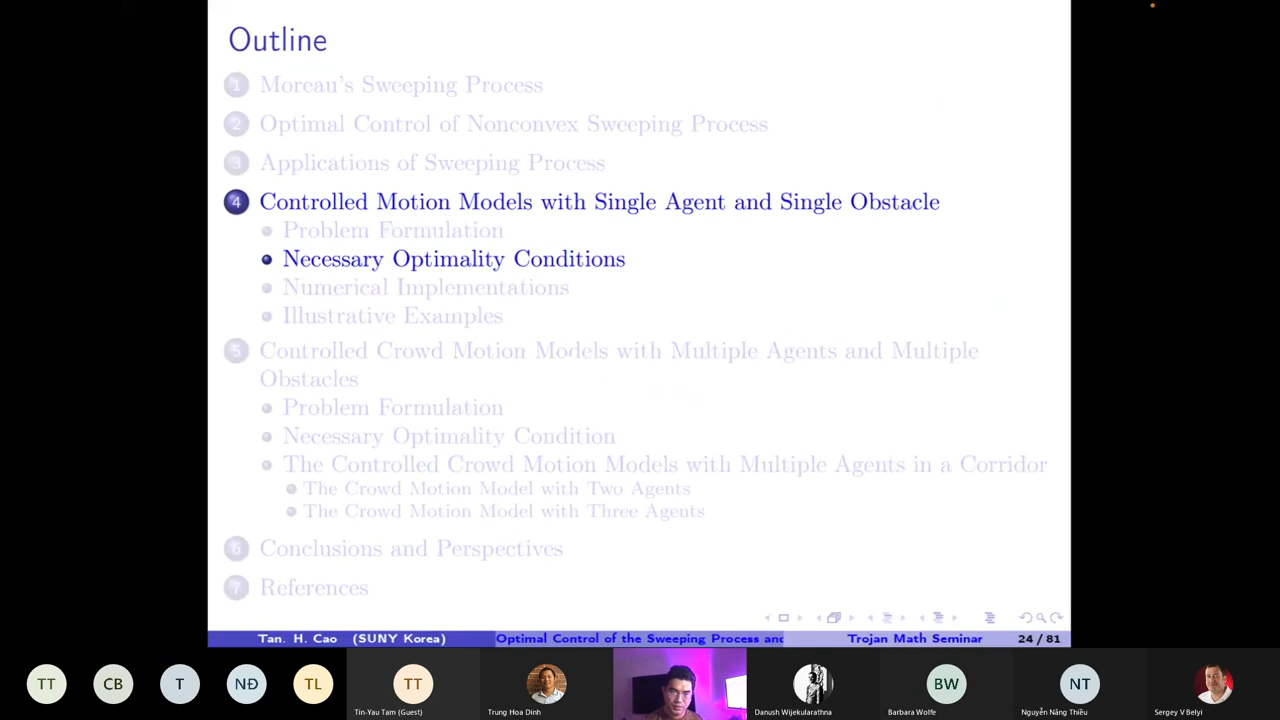 Outline
1 Moreau's Sweeping Process
2 Optimal Control of Nonconvex Sweeping Process
3 Applications of Sweeping Process
4 Controlled Motion Models with Single Agent and Single Obstacle
Problem Formulation
Necessary Optimality Conditions
Numerical Implementations
Illustrative Examples
5 Controlled Crowd Motion Models with Multiple Agents and Multiple
Obstacles
Problem Formulation
Necessary Optimality Condition
The Controlled Crowd Motion Models with Multiple Agents in a Corridor
The Crowd Motion Model with Two Agents
The Crowd Motion Model with Three Agents
6 Conclusions and Perspectives
7 References
Tan. H. Cao (SUNY Korea) Optimal Control of the Sweeping Process and Trojan Math Seminar 24 / 81
TT CB T NĐ TL TT BW NT
Tin-Yau Tam (Guest) Trung Hoa Dinh Danush Wijekularathna Barbara Wolfe Nguyễn Năng Thiều Sergey V Belyi